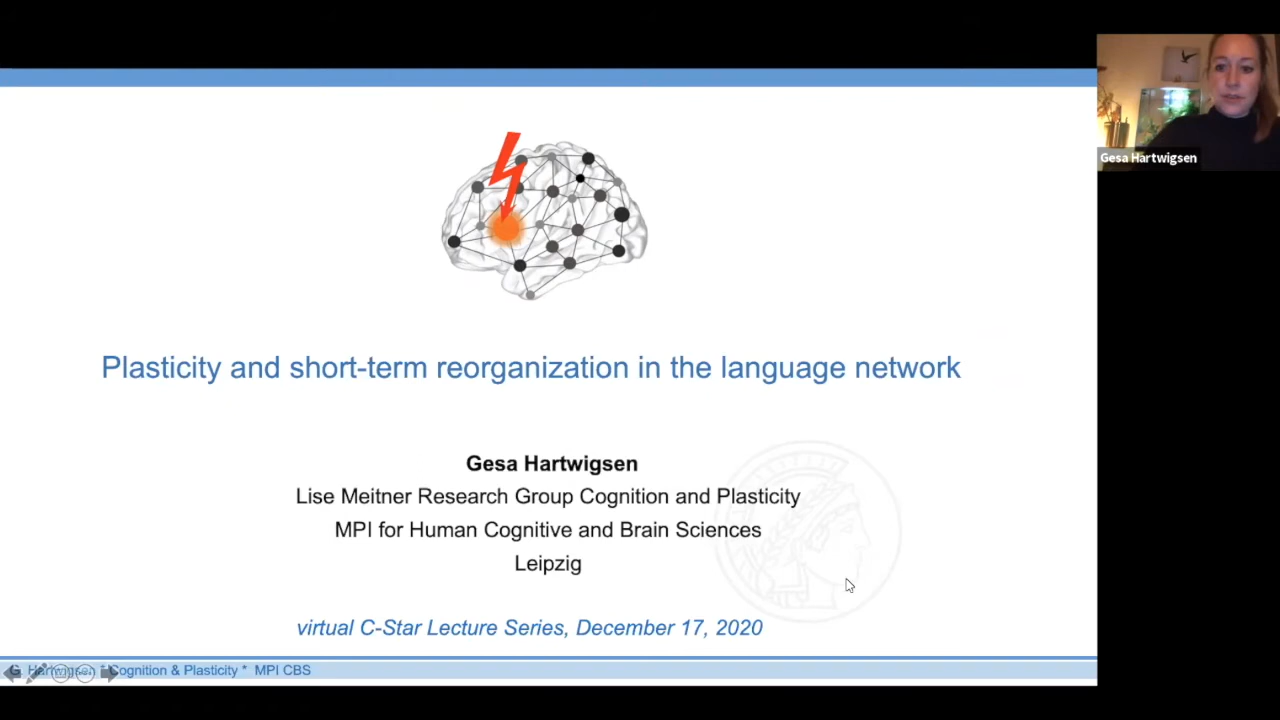 Gesa Hartwigsen
Plasticity and short-term reorganization in the language network
Gesa Hartwigsen
Lise Meitner Research Group Cognition and Plasticity
MPI for Human Cognitive and Brain Sciences
Leipzig
virtual C-Star Lecture Series, December 17, 2020
G. Hartwigsen * Cognition & Plasticity * MPI CBS